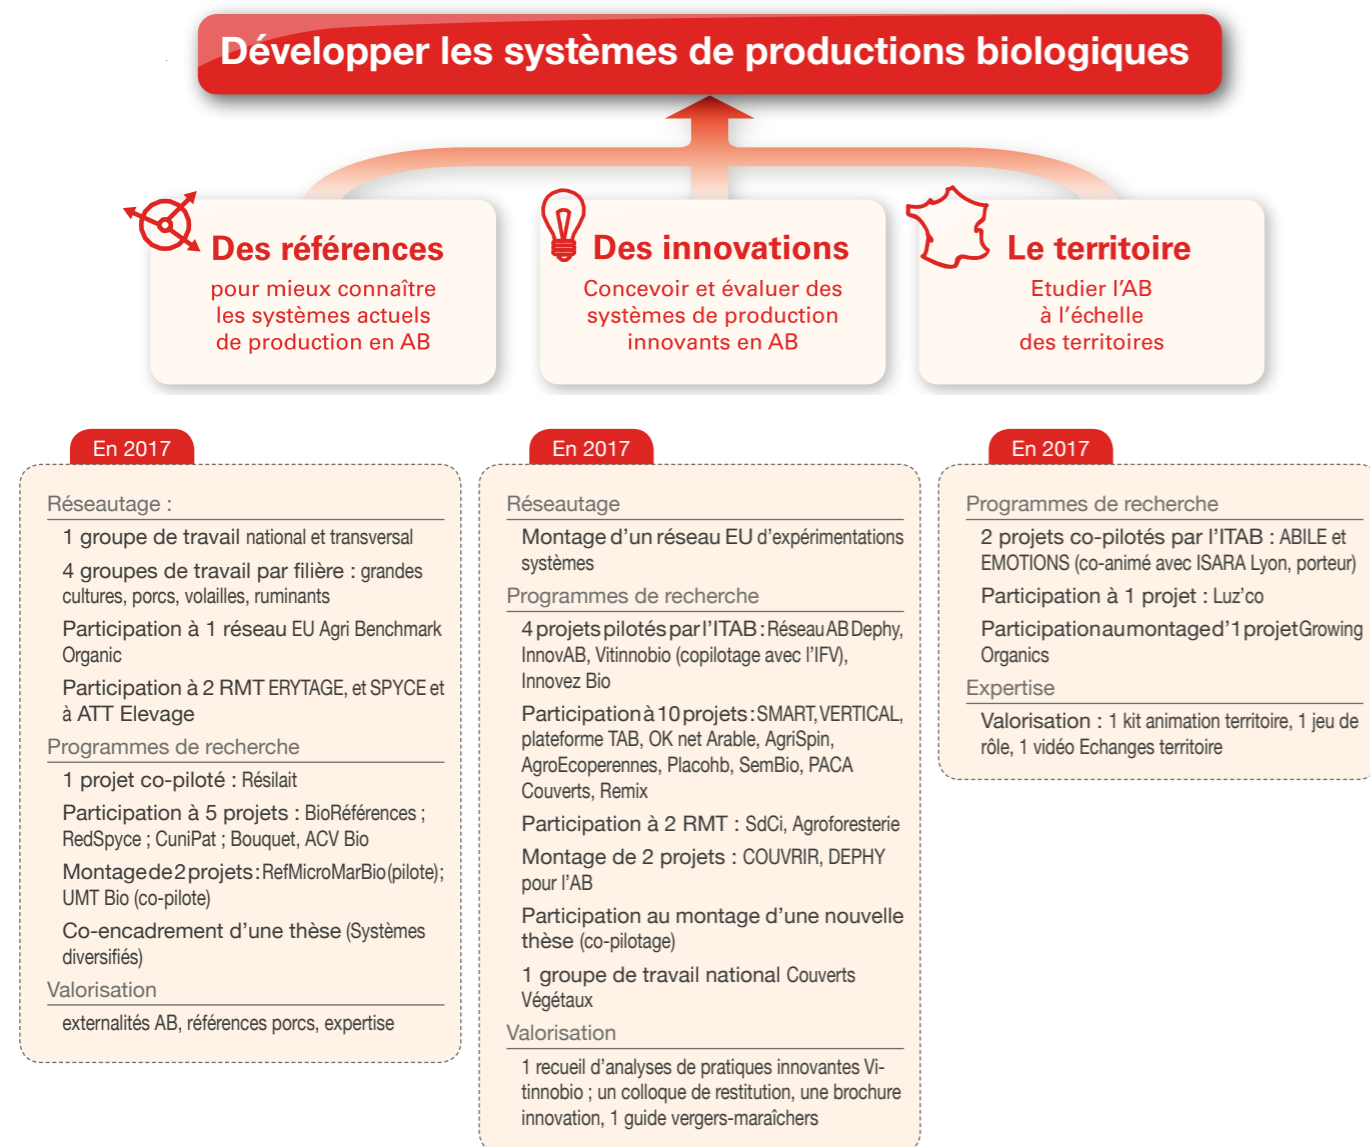 Développer les systèmes de productions biologiques
Des références
pour mieux connaître
les systèmes actuels
de production en AB
Des innovations
Concevoir et évaluer des
systèmes de production
innovants en AB
Le territoire
Etudier l'AB
à l'échelle
des territoires
En 2017
Réseautage :
1 groupe de travail national et transversal
4 groupes de travail par filière : grandes
cultures, porcs, volailles, ruminants
Participation à 1 réseau EU Agri Benchmark
Organic
Participation à 2 RMT ERYTAGE, et SPYCE et
à ATT Elevage
Programmes de recherche
1 projet co-piloté : Résilait
Participation à 5 projets : BioRéférences ;
RedSpyce ; CuniPat ; Bouquet, ACV Bio
Montage de 2 projets : RefMicroMarBio (pilote) ;
UMT Bio (co-pilote)
Co-encadrement d'une thèse (Systèmes
diversifiés)
Valorisation
externalités AB, références porcs, expertise
En 2017
Réseautage
Montage d'un réseau EU d'expérimentations
systèmes
Programmes de recherche
4 projets pilotés par l'ITAB : Réseau AB Dephy,
InnovAB, Vitinnobio (copilotage avec l'IFV),
Innovez Bio
Participation à 10 projets : SMART, VERTICAL,
plateforme TAB, OK net Arable, AgriSpin,
AgroEcoperennes, Placohb, SemBio, PACA
Couverts, Remix
Participation à 2 RMT : SdCi, Agroforesterie
Montage de 2 projets : COUVRIR, DEPHY
pour l'AB
Participation au montage d'une nouvelle
thèse (co-pilotage)
1 groupe de travail national Couverts
Végétaux
Valorisation
1 recueil d'analyses de pratiques innovantes Vi-
tinnobio ; un colloque de restitution, une brochure
innovation, 1 guide vergers-maraîchers
En 2017
Programmes de recherche
2 projets co-pilotés par l'ITAB : ABILE et
EMOTIONS (co-animé avec ISARA Lyon, porteur)
Participation à 1 projet : Luz'co
Participation au montage d'1 projet Growing
Organics
Expertise
Valorisation : 1 kit animation territoire, 1 jeu de
rôle, 1 vidéo Echanges territoire